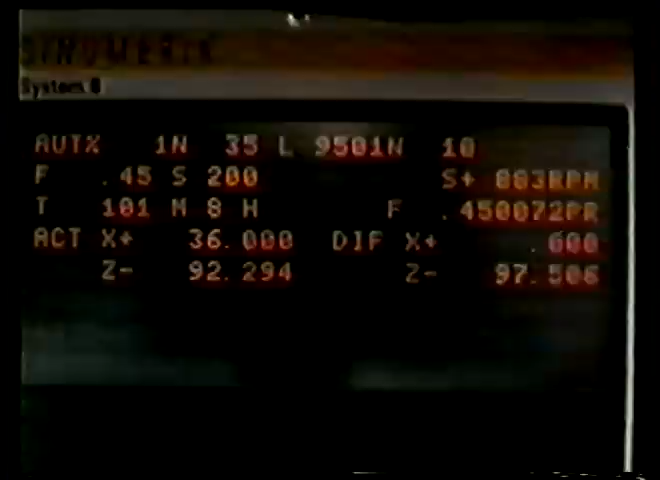 SINUMERIK
System 8
AUT% 1N 35 L 9501N 10
F .45 S 200 S+ 883RPM
T 101 M 8 H F .450072PR
ACT X+ 36.000 DIF X+ .600
Z- 92.294 Z- 97.506